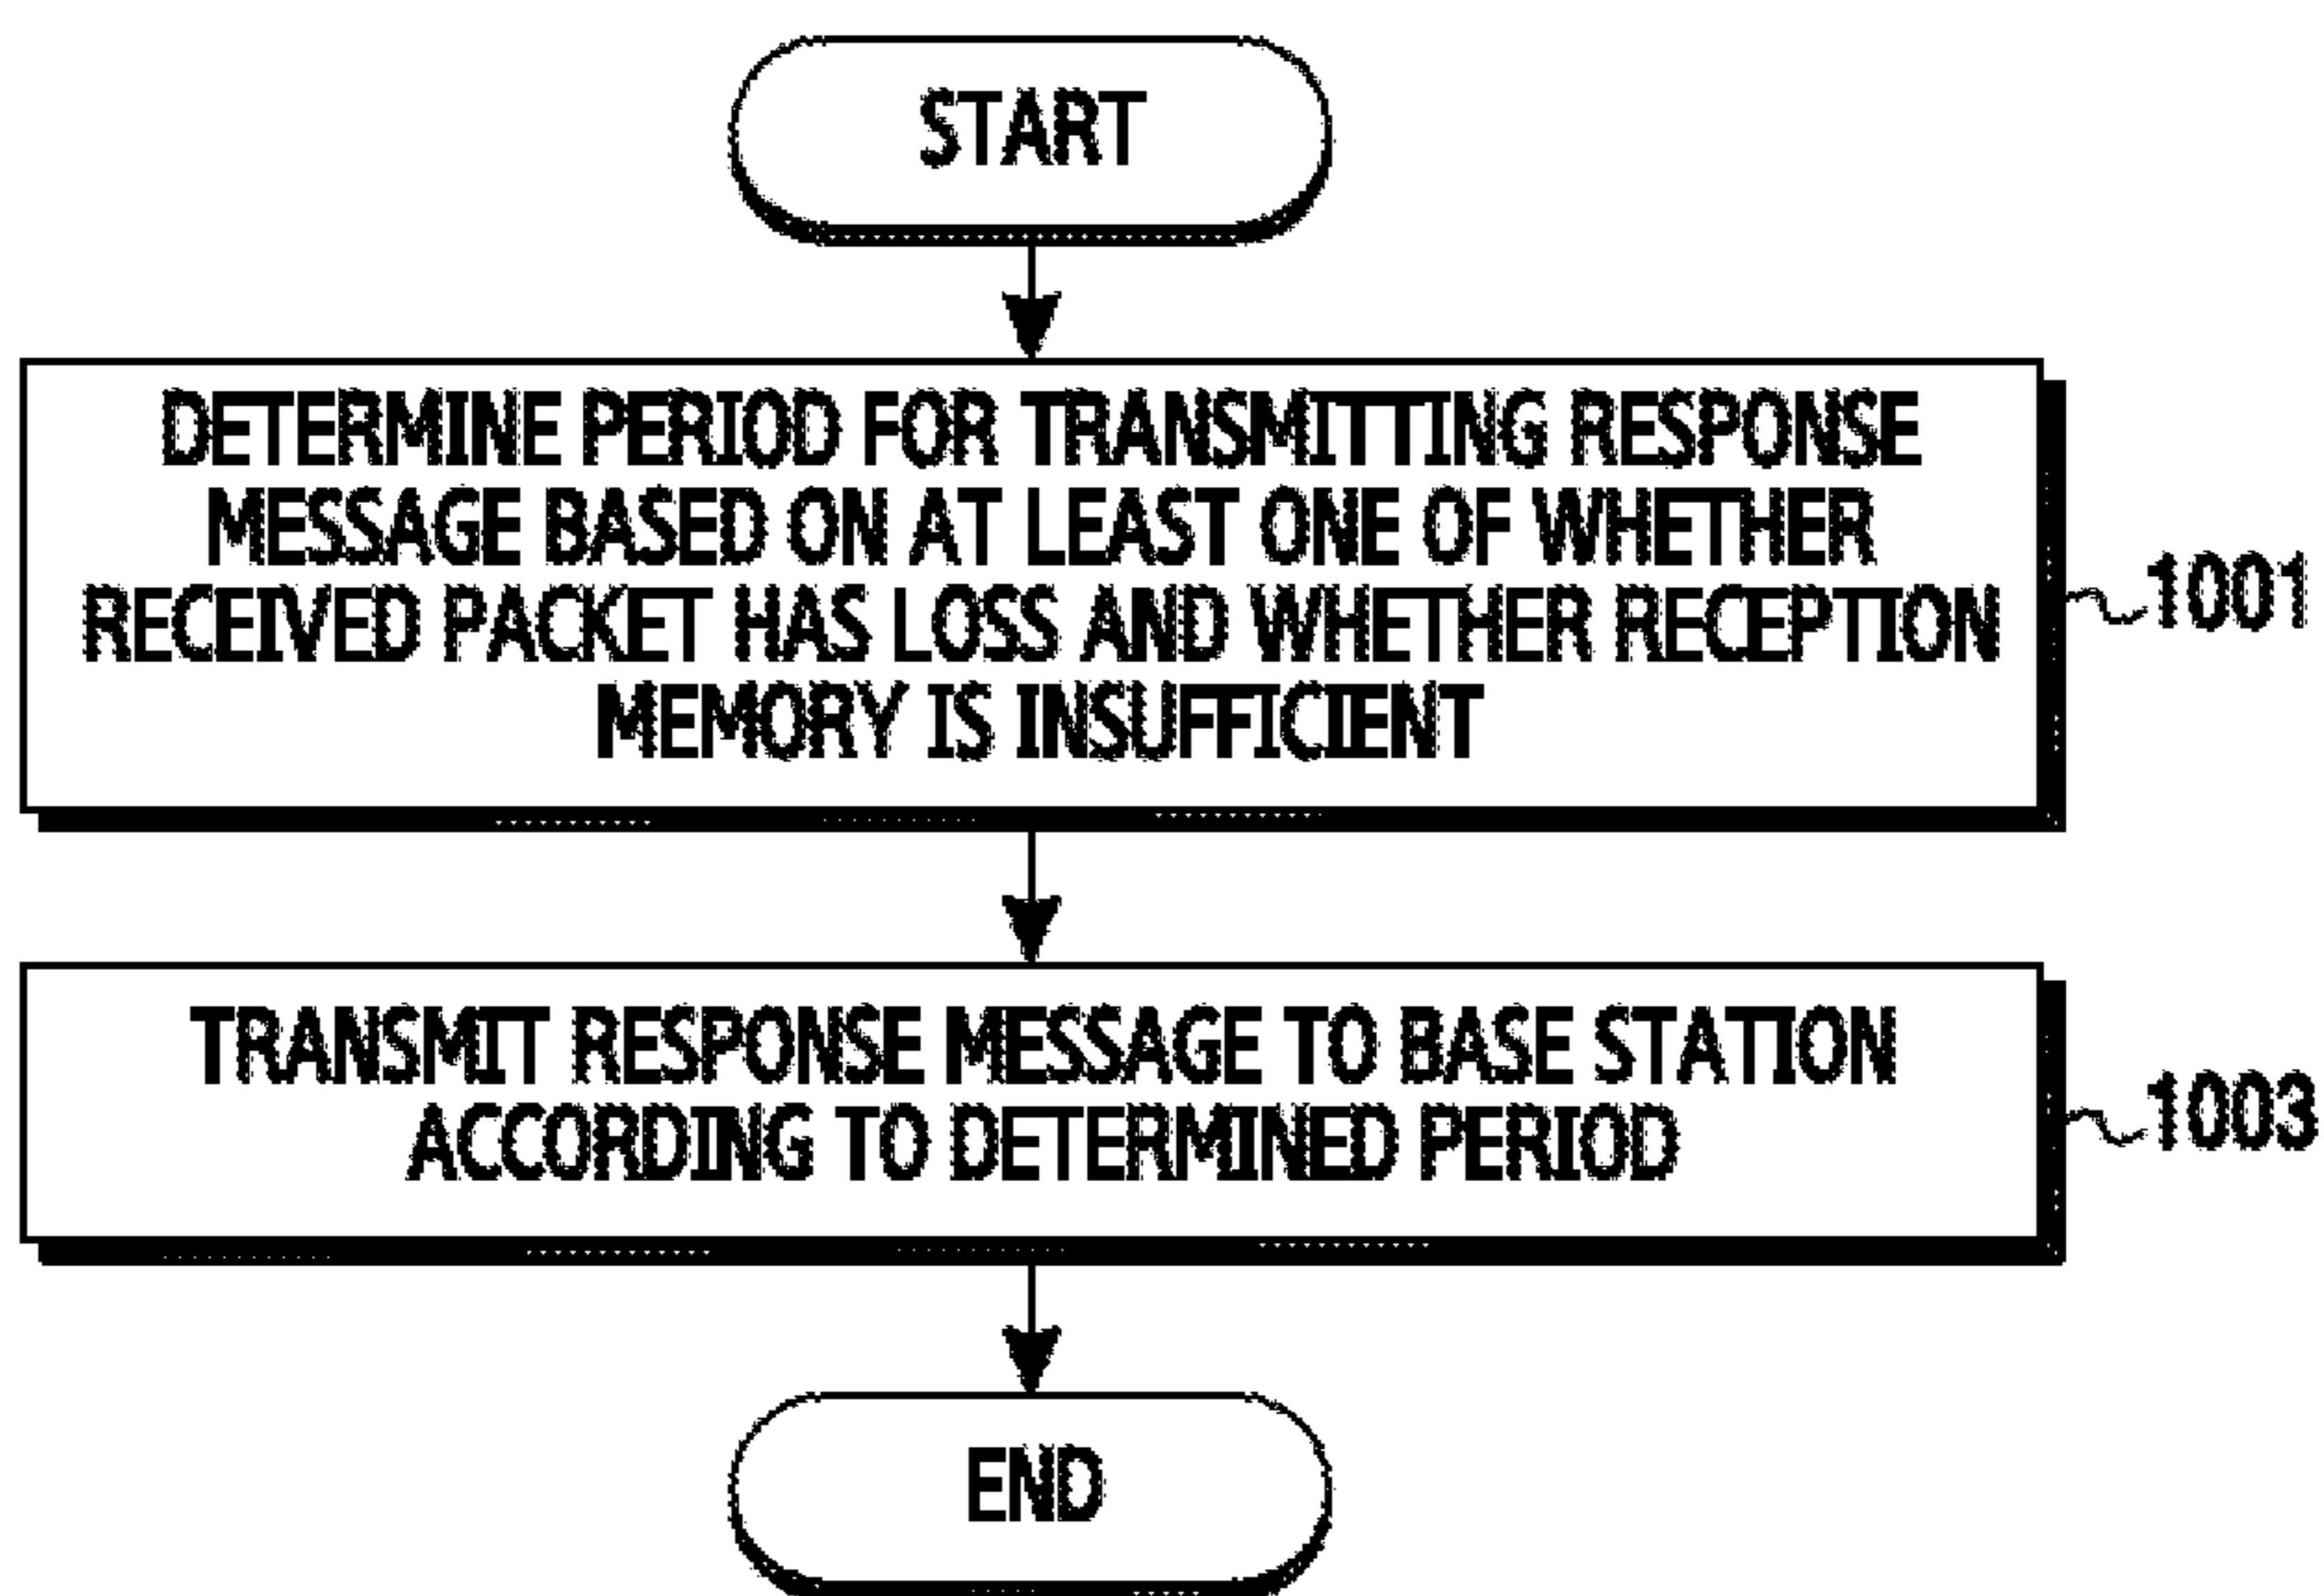 START
DETERMINE PERIOD FOR TRANSMITTING RESPONSE
MESSAGE BASED ON AT LEAST ONE OF WHETHER
RECEIVED PACKET HAS LOSS AND WHETHER RECEPTION
MEMORY IS INSUFFICIENT
1001
TRANSMIT RESPONSE MESSAGE TO BASE STATION
ACCORDING TO DETERMINED PERIOD
1003
END